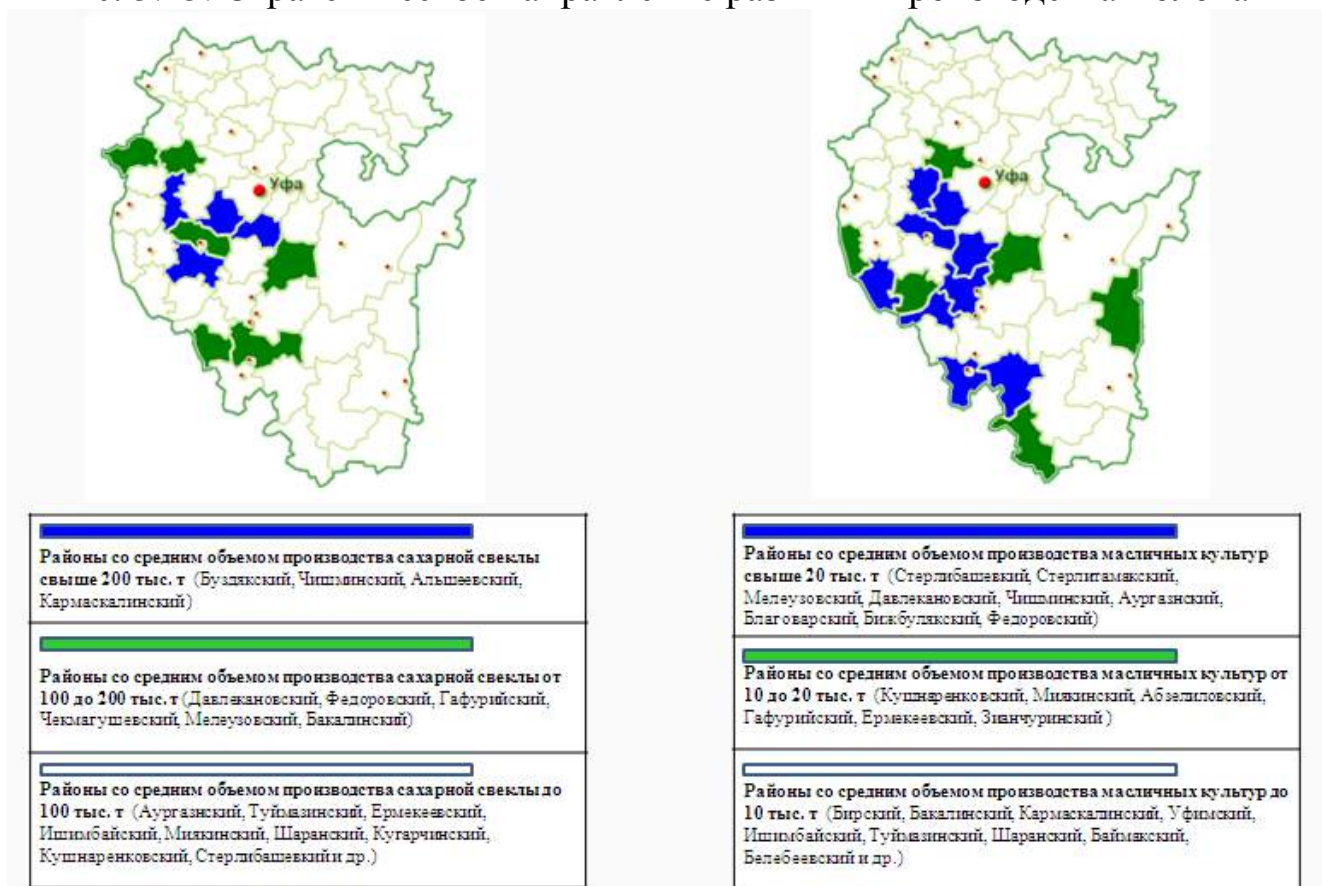 Уфа
Уфа
Районы со средним объемом производства сахарной свеклы
свыше 200 тыс. т (Буздякский, Чишминский, Альшеевский,
Кармаскалинский)
Районы со средним объемом производства сахарной свеклы от
100 до 200 тыс. т (Давлекановский, Федоровский, Гафурийский,
Чекмагушевский, Мелеузовский, Бакалинский)
Районы со средним объемом производства сахарной свеклы до
100 тыс. т (Аургазнский, Туймазинский, Ермекеевский,
Ишимбайский, Миякинский, Шаранский, Кугарчинский,
Кушнаренковский, Стерлибашевкий и др.)
Районы со средним объемом производства масличных культур
свыше 20 тыс. т (Стерлибашевкий, Стерлитамакский,
Мелеузовский, Давлекановский, Чишминский, Аургазнский,
Благоварский, Бижбулякский, Федоровский)
Районы со средним объемом производства масличных культур от
10 до 20 тыс. т (Кушнаренковский, Миякинский, Абзелиловский,
Гафурийский, Ермекеевский, Зианчуринский )
Районы со средним объемом производства масличных культур до
10 тыс. т (Бирский, Бакалинский, Кармаскалинский, Уфимский,
Ишимбайский, Туймазинский, Шаранский, Баймакский,
Белебеевский и др.)